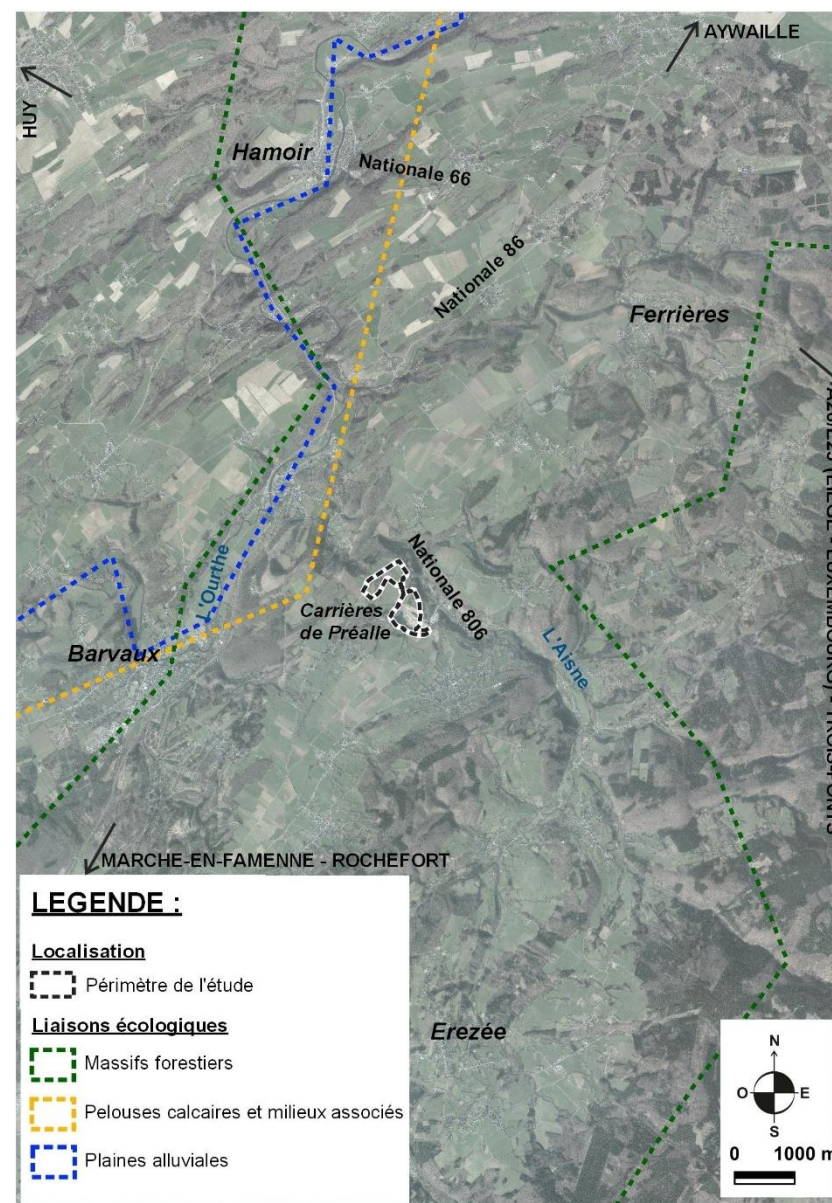 AYWAILLE
HUY
Hamoir
Nationale 66
Nationale 86
Ferrières
L'Ourthe
Nationale 806
Carrières
de Préalle
L'Aisne
Barvaux
MARCHE-EN-FAMENNE - ROCHEFORT
Erezée
LEGENDE :
Localisation
Périmètre de l'étude
Liaisons écologiques
Massifs forestiers
Pelouses calcaires et milieux associés
Plaines alluviales
N
O
E
S
0 1000 m